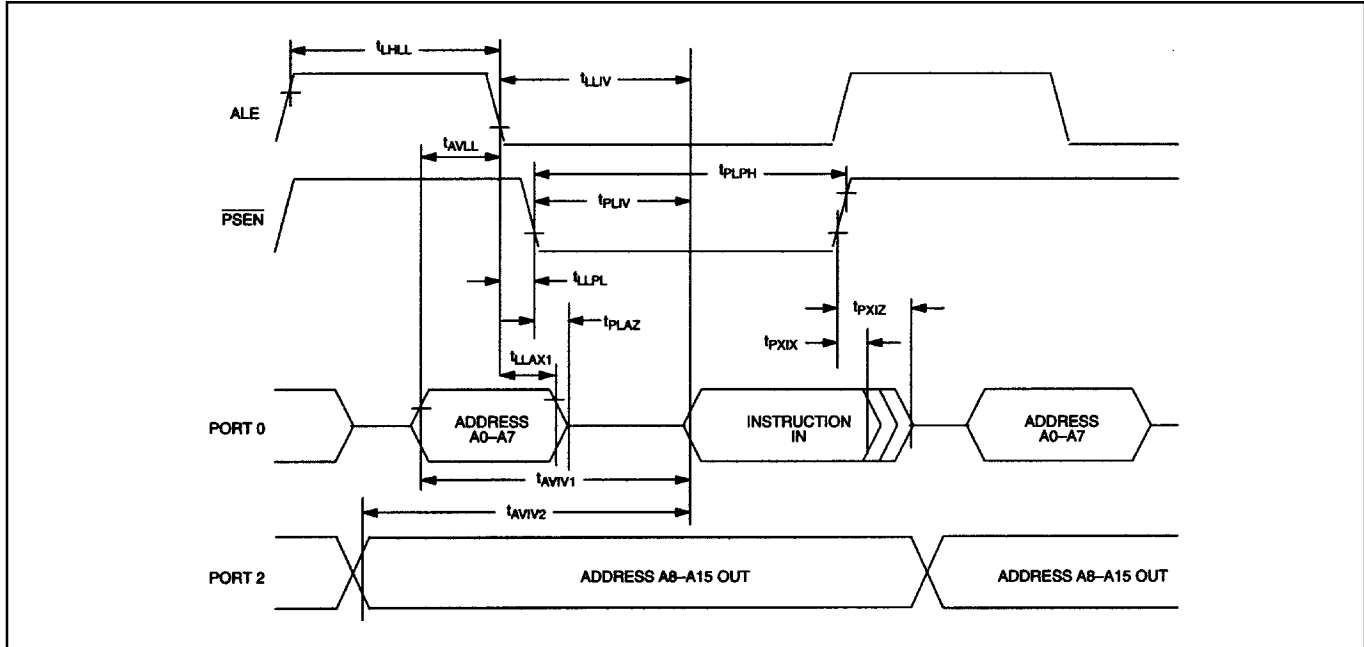 tLHLL
tLLIV
ALE
tAVLL
tPLPH
PSEN
tPLIV
tLLPL
tPLAZ
tPXIZ
tPXIX
tLLAX1
PORT 0
ADDRESS
A0–A7
INSTRUCTION
IN
ADDRESS
A0–A7
tAVIV1
tAVIV2
PORT 2
ADDRESS A8–A15 OUT
ADDRESS A8–A15 OUT